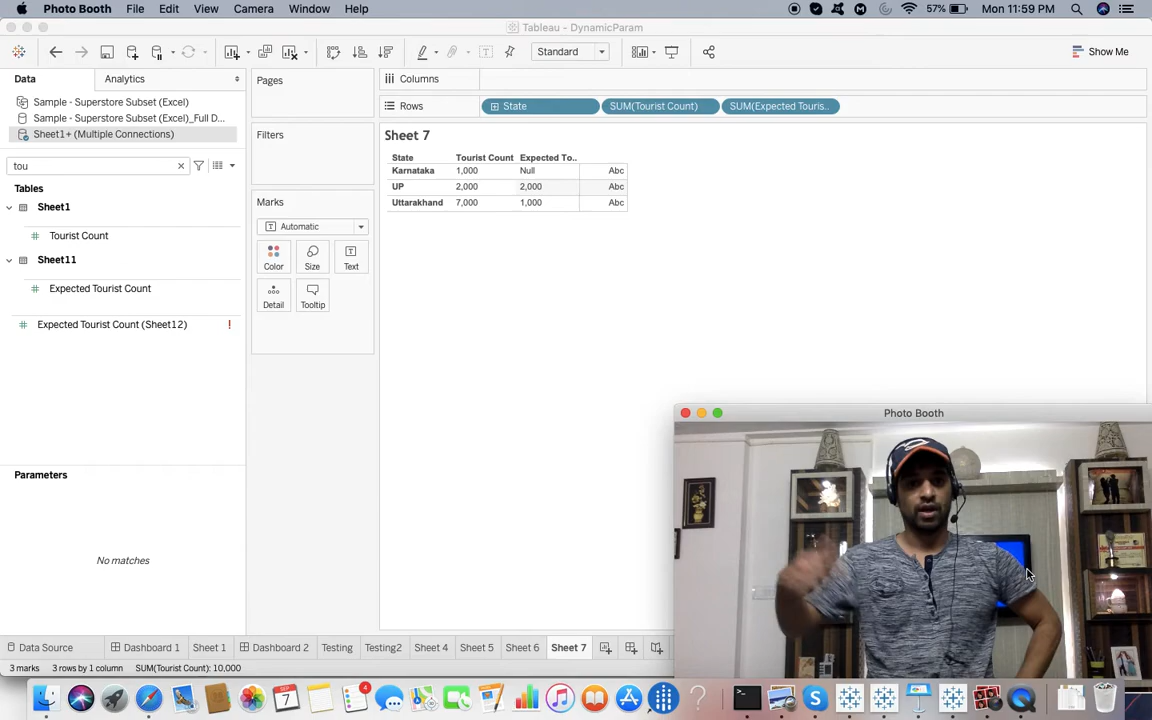 Photo Booth File Edit View Camera Window Help 57% Mon 11:59 PM
Tableau - DynamicParam
Standard Show Me
Data Analytics
Sample - Superstore Subset (Excel)
Sample - Superstore Subset (Excel)_Full D...
Sheet1+ (Multiple Connections)
tou
Tables
Sheet1
Tourist Count
Sheet11
Expected Tourist Count
Expected Tourist Count (Sheet12) !
Parameters
No matches
Pages
Filters
Marks
Automatic
Color Size Text
Detail Tooltip
Columns
Rows State SUM(Tourist Count) SUM(Expected Touris..
Sheet 7
State Tourist Count Expected To..
Karnataka 1,000 Null Abc
UP 2,000 2,000 Abc
Uttarakhand 7,000 1,000 Abc
Photo Booth
Data Source Dashboard 1 Sheet 1 Dashboard 2 Testing Testing2 Sheet 4 Sheet 5 Sheet 6 Sheet 7
3 marks 3 rows by 1 column SUM(Tourist Count): 10,000
7
4